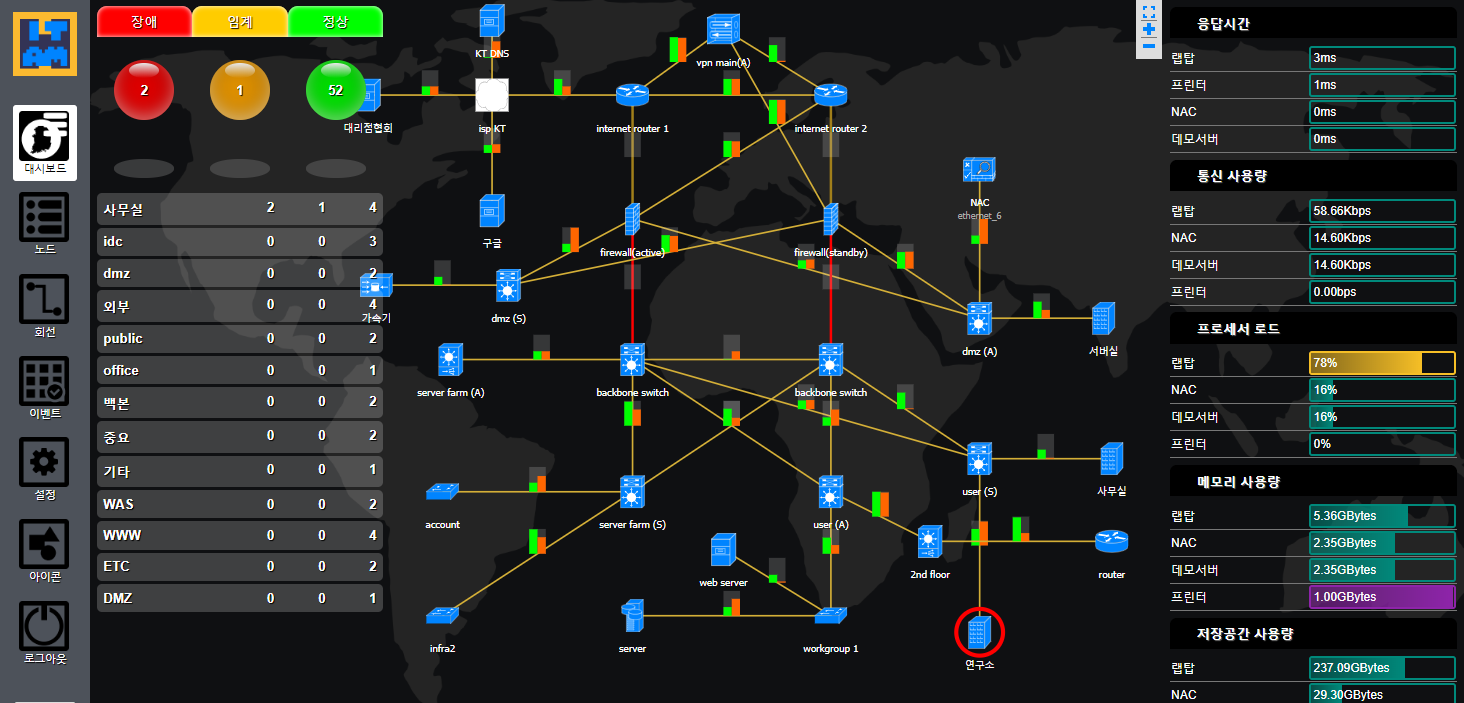 LT
AM
대시보드
노드
회선
이벤트
설정
아이콘
로그아웃
장애 임계 정상
2 1 52
사무실 2 1 4
idc 0 0 3
dmz 0 0 2
외부 0 0 4
public 0 0 2
office 0 0 1
백본 0 0 2
중요 0 0 2
기타 0 0 1
WAS 0 0 2
WWW 0 0 4
ETC 0 0 2
DMZ 0 0 1
KT DNS
vpn main(A)
대리점협회
isp KT
internet router 1
internet router 2
NAC
ethernet_6
구글
firewall(active)
firewall(standby)
가속기
dmz (S)
dmz (A)
서버실
server farm (A)
backbone switch
backbone switch
user (S)
사무실
account
server farm (S)
user (A)
2nd floor
router
web server
infra2
server
workgroup 1
연구소
응답시간
랩탑 3ms
프린터 1ms
NAC 0ms
데모서버 0ms
통신 사용량
랩탑 58.66Kbps
NAC 14.60Kbps
데모서버 14.60Kbps
프린터 0.00bps
프로세서 로드
랩탑 78%
NAC 16%
데모서버 16%
프린터 0%
메모리 사용량
랩탑 5.36GBytes
NAC 2.35GBytes
데모서버 2.35GBytes
프린터 1.00GBytes
저장공간 사용량
랩탑 237.09GBytes
NAC 29.30GBytes